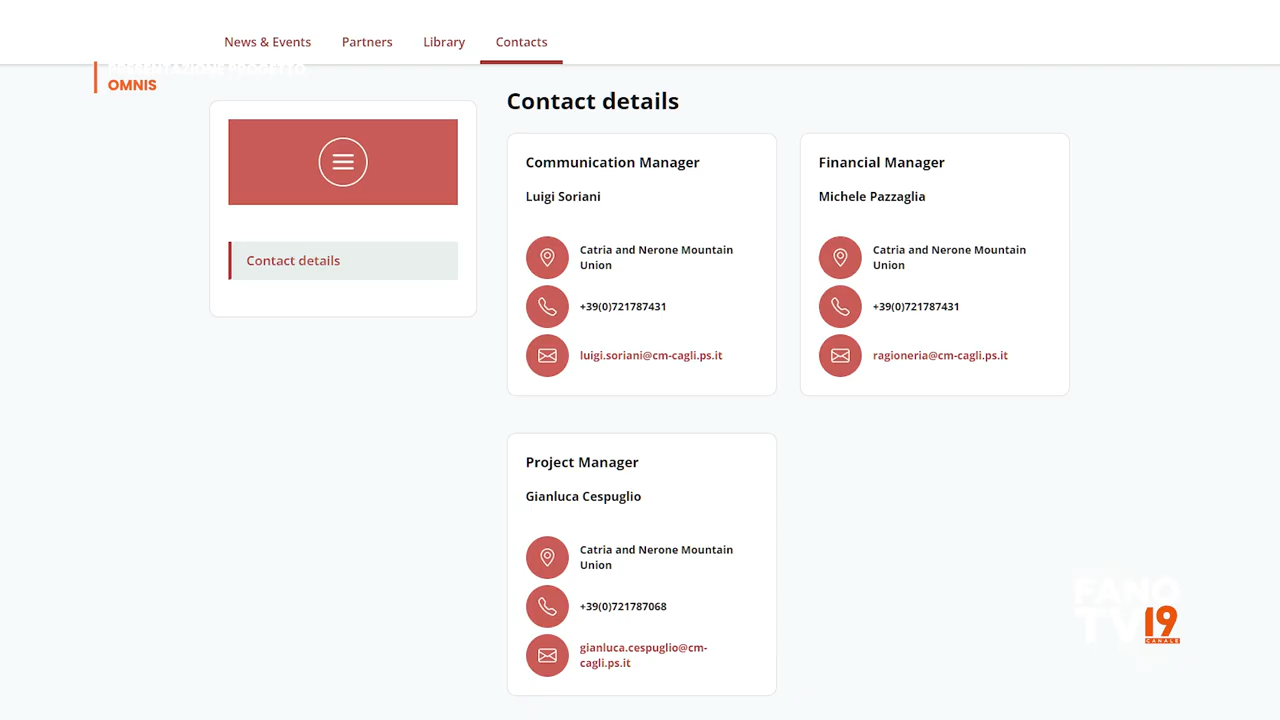 News & Events Partners Library Contacts
PRESENTAZIONE PROGETTO
OMNIS
Contact details
Contact details
Communication Manager
Luigi Soriani
Catria and Nerone Mountain
Union
+39(0)721787431
luigi.soriani@cm-cagli.ps.it
Financial Manager
Michele Pazzaglia
Catria and Nerone Mountain
Union
+39(0)721787431
ragioneria@cm-cagli.ps.it
Project Manager
Gianluca Cespuglio
Catria and Nerone Mountain
Union
+39(0)721787068
gianluca.cespuglio@cm-
cagli.ps.it
FANO
TV 19
CANALE